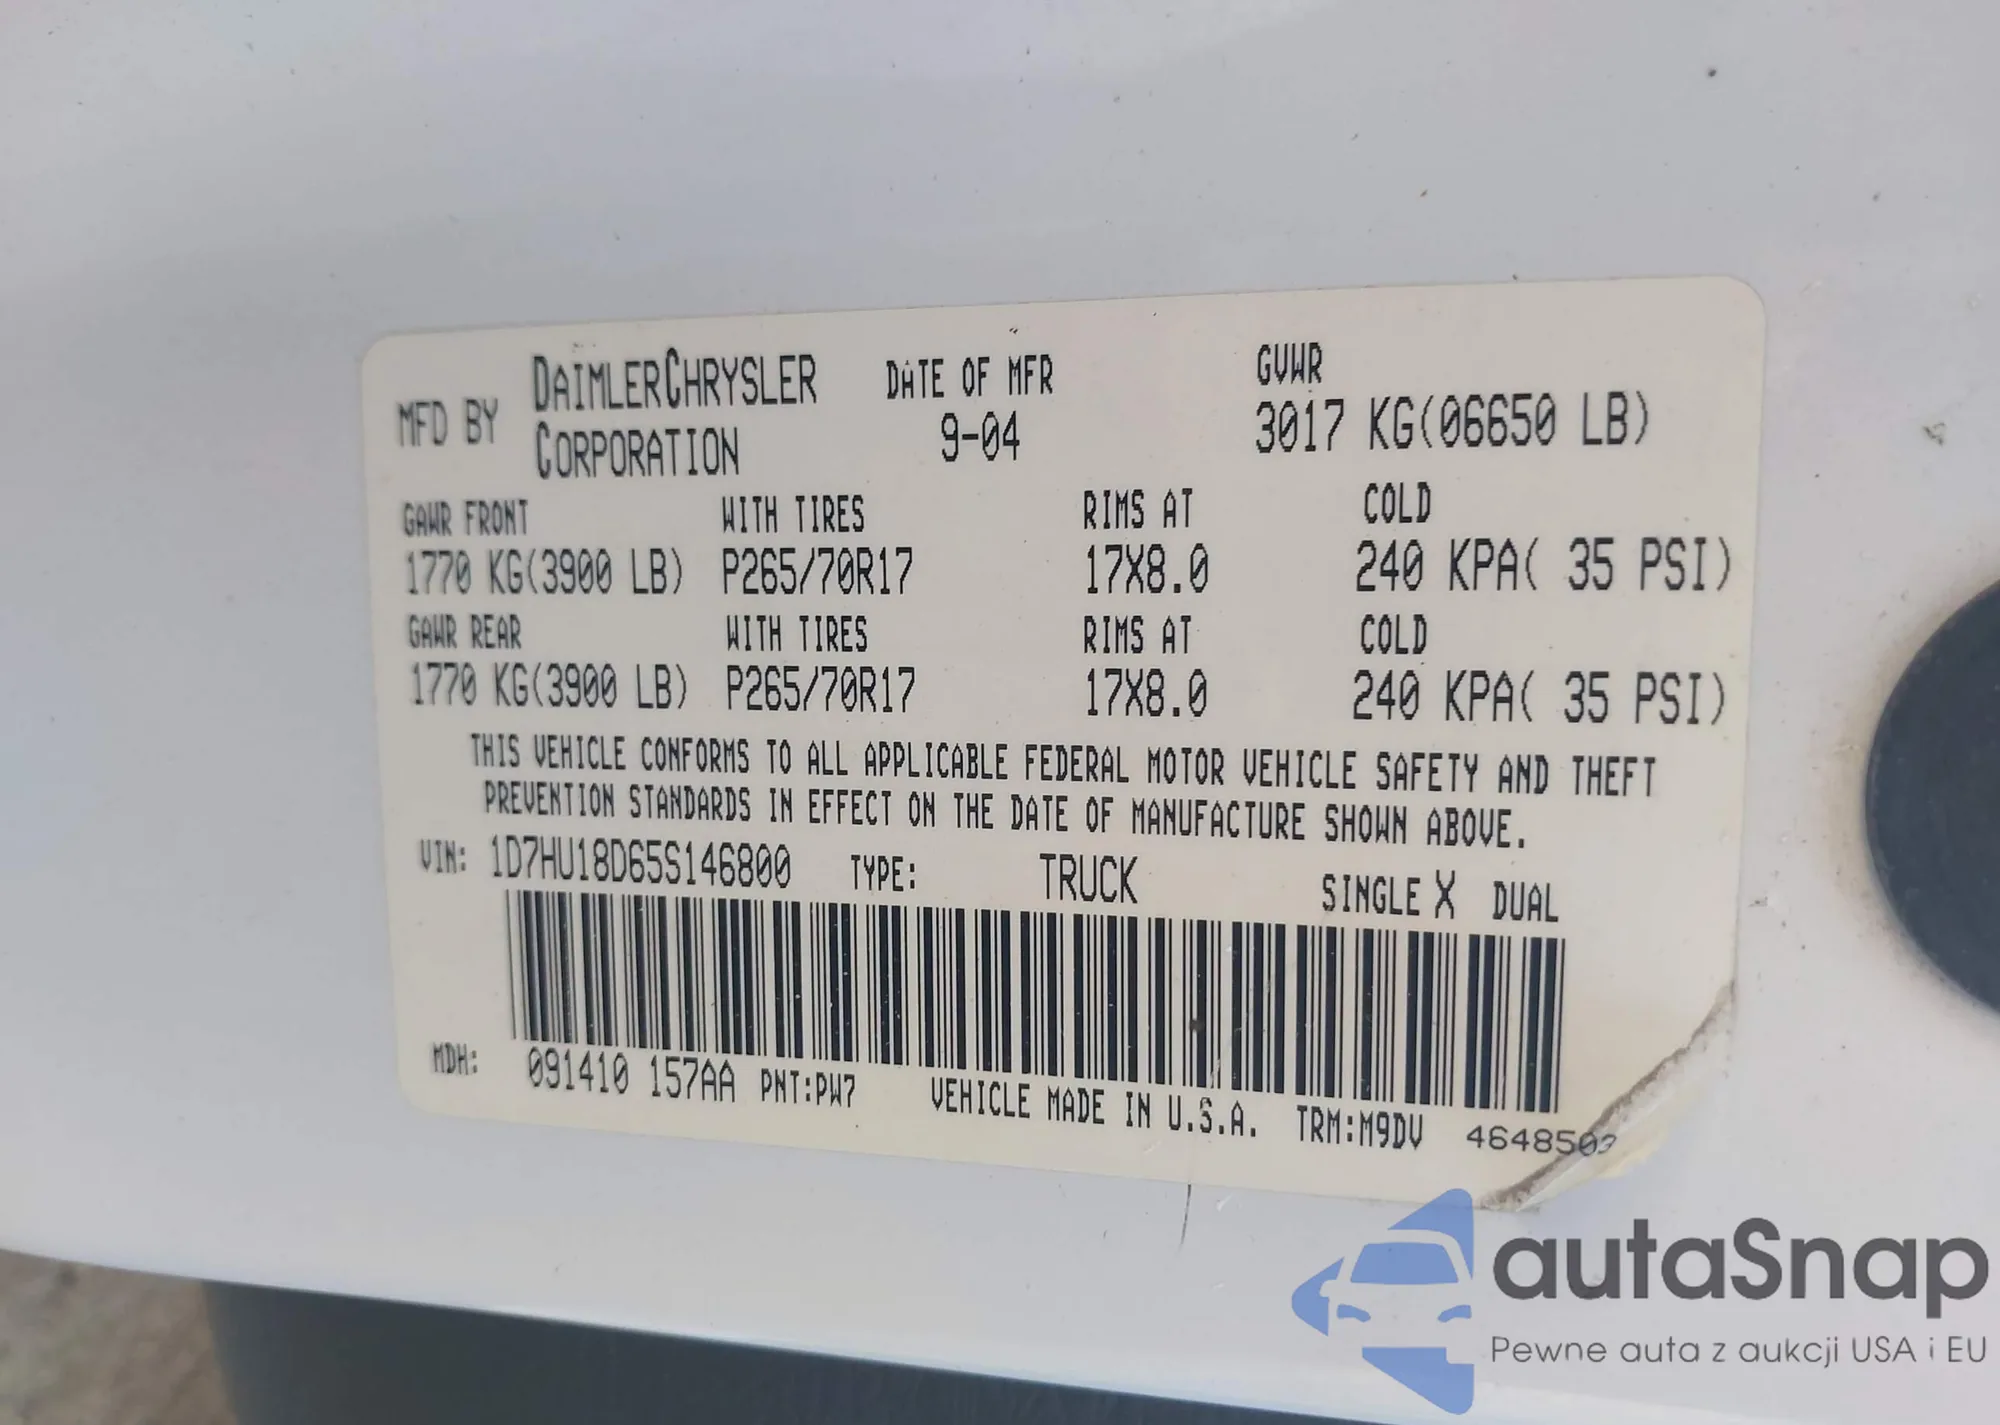 MFD BY DAIMLERCHRYSLER CORPORATION DATE OF MFR 9-04 GVWR 3017 KG(06650 LB)
GAWR FRONT WITH TIRES RIMS AT COLD
1770 KG(3900 LB) P265/70R17 17X8.0 240 KPA( 35 PSI)
GAWR REAR WITH TIRES RIMS AT COLD
1770 KG(3900 LB) P265/70R17 17X8.0 240 KPA( 35 PSI)
THIS VEHICLE CONFORMS TO ALL APPLICABLE FEDERAL MOTOR VEHICLE SAFETY AND THEFT
PREVENTION STANDARDS IN EFFECT ON THE DATE OF MANUFACTURE SHOWN ABOVE.
VIN: 1D7HU18D65S146800 TYPE: TRUCK SINGLE X DUAL
MDH: 091410 157AA PNT:PW7 VEHICLE MADE IN U.S.A. TRM:M9DV 4648503
autaSnap
Pewne auta z aukcji USA i EU